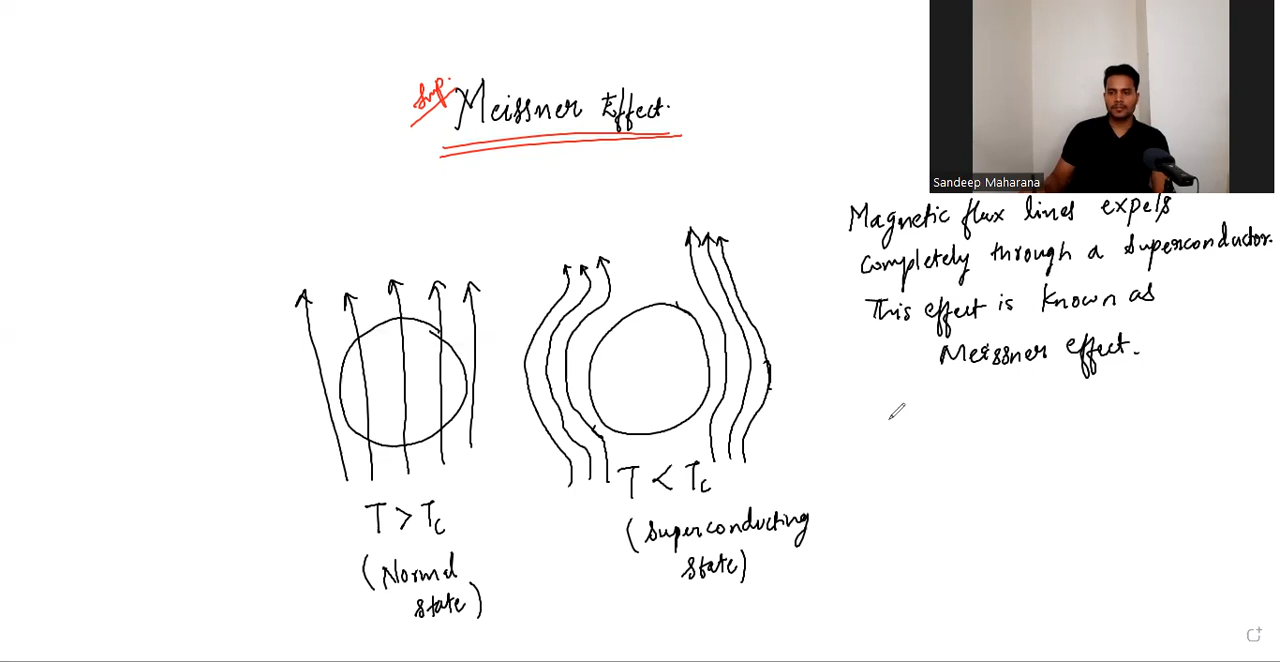 Imp.
Meissner Effect.
Sandeep Maharana
Magnetic flux lines expels
completely through a superconductor.
This effect is known as
Meissner effect.
T > Tc
(Normal
state)
T < Tc
(superconducting
state)